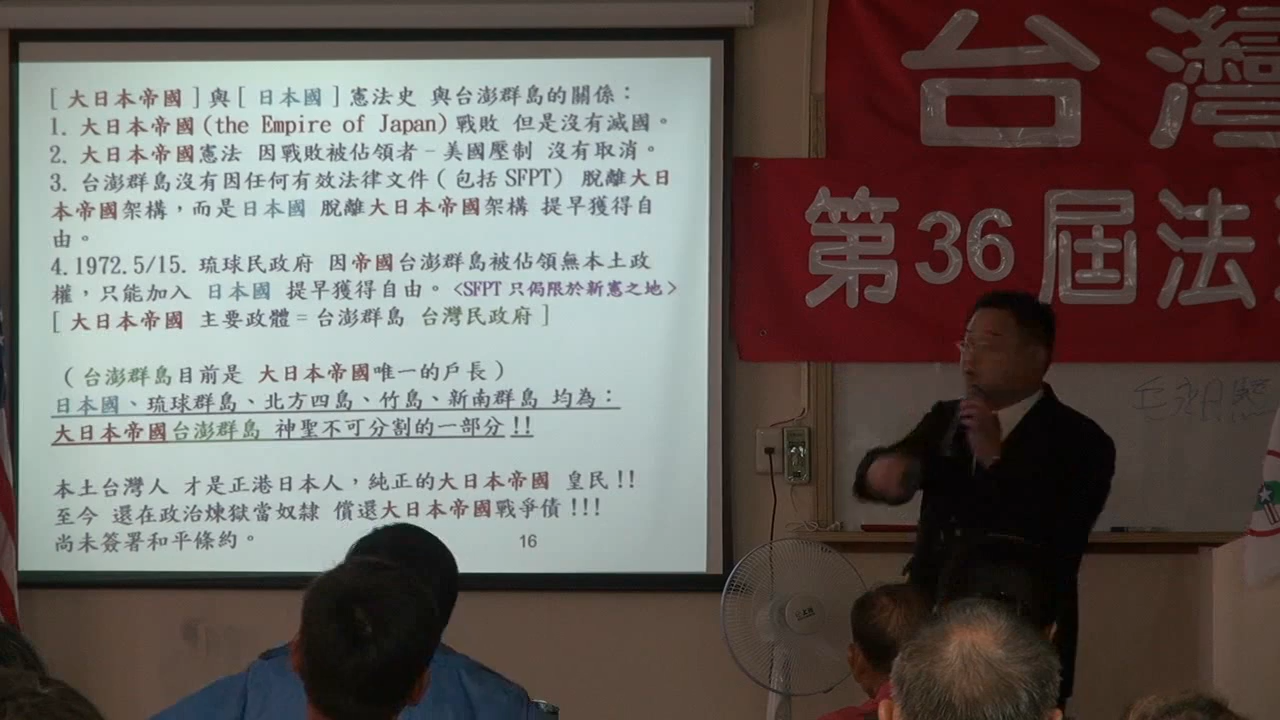 [ 大日本帝國 ] 與 [ 日本國 ] 憲法史 與台澎群島的關係：
1. 大日本帝國 (the Empire of Japan) 戰敗 但是沒有滅國。
2. 大日本帝國憲法 因戰敗被佔領者－美國壓制 沒有取消。
3. 台澎群島沒有因任何有效法律文件 ( 包括 SFPT) 脫離大日
本帝國架構，而是日本國 脫離大日本帝國架構 提早獲得自
由。
4.1972.5/15. 琉球民政府 因帝國台澎群島被佔領無本土政
權，只能加入 日本國 提早獲得自由。<SFPT 只侷限於新憲之地>
[ 大日本帝國 主要政體 = 台澎群島 台灣民政府 ]
( 台澎群島目前是 大日本帝國唯一的戶長 )
日本國、琉球群島、北方四島、竹島、新南群島 均為：
大日本帝國台澎群島 神聖不可分割的一部分 !!
本土台灣人 才是正港日本人，純正的大日本帝國 皇民 !!
至今 還在政治煉獄當奴隸 償還大日本帝國戰爭債 !!!
尚未簽署和平條約。
16
台灣
第36屆法